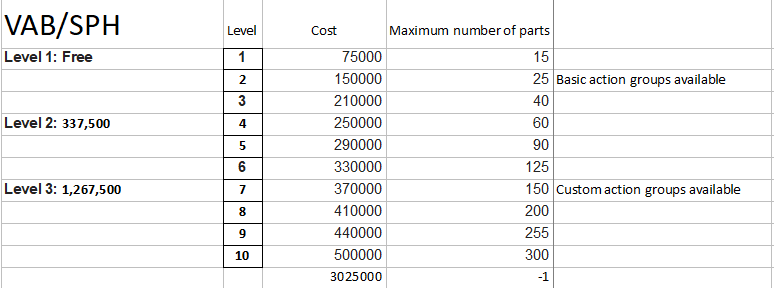 VAB/SPH Level Cost Maximum number of parts
Level 1: Free 1 75000 15
2 150000 25 Basic action groups available
3 210000 40
Level 2: 337,500 4 250000 60
5 290000 90
6 330000 125
Level 3: 1,267,500 7 370000 150 Custom action groups available
8 410000 200
9 440000 255
10 500000 300
3025000 -1